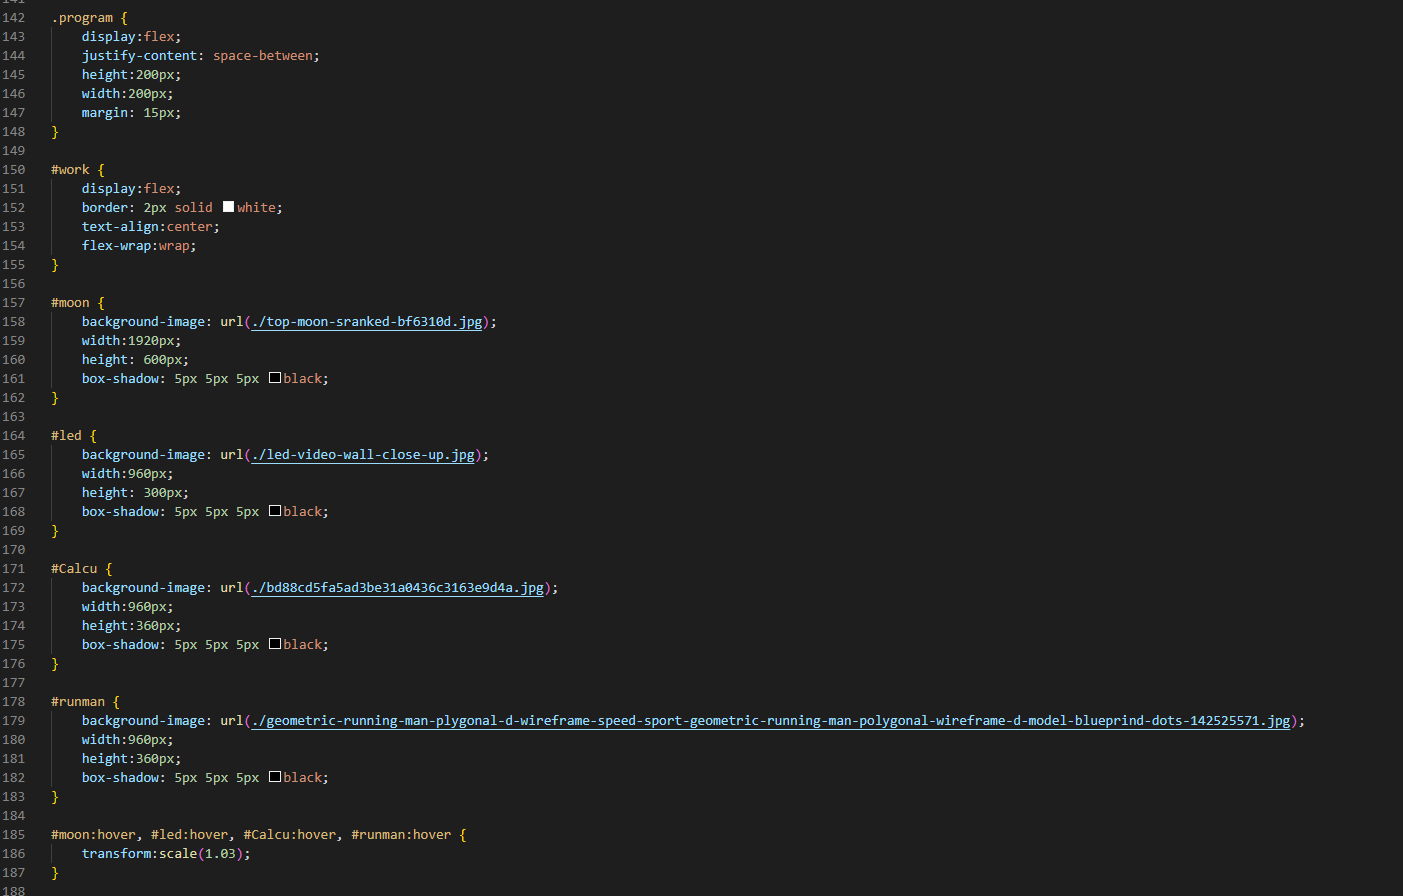 141
142 .program {
143 display:flex;
144 justify-content: space-between;
145 height:200px;
146 width:200px;
147 margin: 15px;
148 }
149
150 #work {
151 display:flex;
152 border: 2px solid white;
153 text-align:center;
154 flex-wrap:wrap;
155 }
156
157 #moon {
158 background-image: url(./top-moon-sranked-bf6310d.jpg);
159 width:1920px;
160 height: 600px;
161 box-shadow: 5px 5px 5px black;
162 }
163
164 #led {
165 background-image: url(./led-video-wall-close-up.jpg);
166 width:960px;
167 height: 300px;
168 box-shadow: 5px 5px 5px black;
169 }
170
171 #Calcu {
172 background-image: url(./bd88cd5fa5ad3be31a0436c3163e9d4a.jpg);
173 width:960px;
174 height:360px;
175 box-shadow: 5px 5px 5px black;
176 }
177
178 #runman {
179 background-image: url(./geometric-running-man-plygonal-d-wireframe-speed-sport-geometric-running-man-polygonal-wireframe-d-model-blueprind-dots-142525571.jpg);
180 width:960px;
181 height:360px;
182 box-shadow: 5px 5px 5px black;
183 }
184
185 #moon:hover, #led:hover, #Calcu:hover, #runman:hover {
186 transform:scale(1.03);
187 }
188